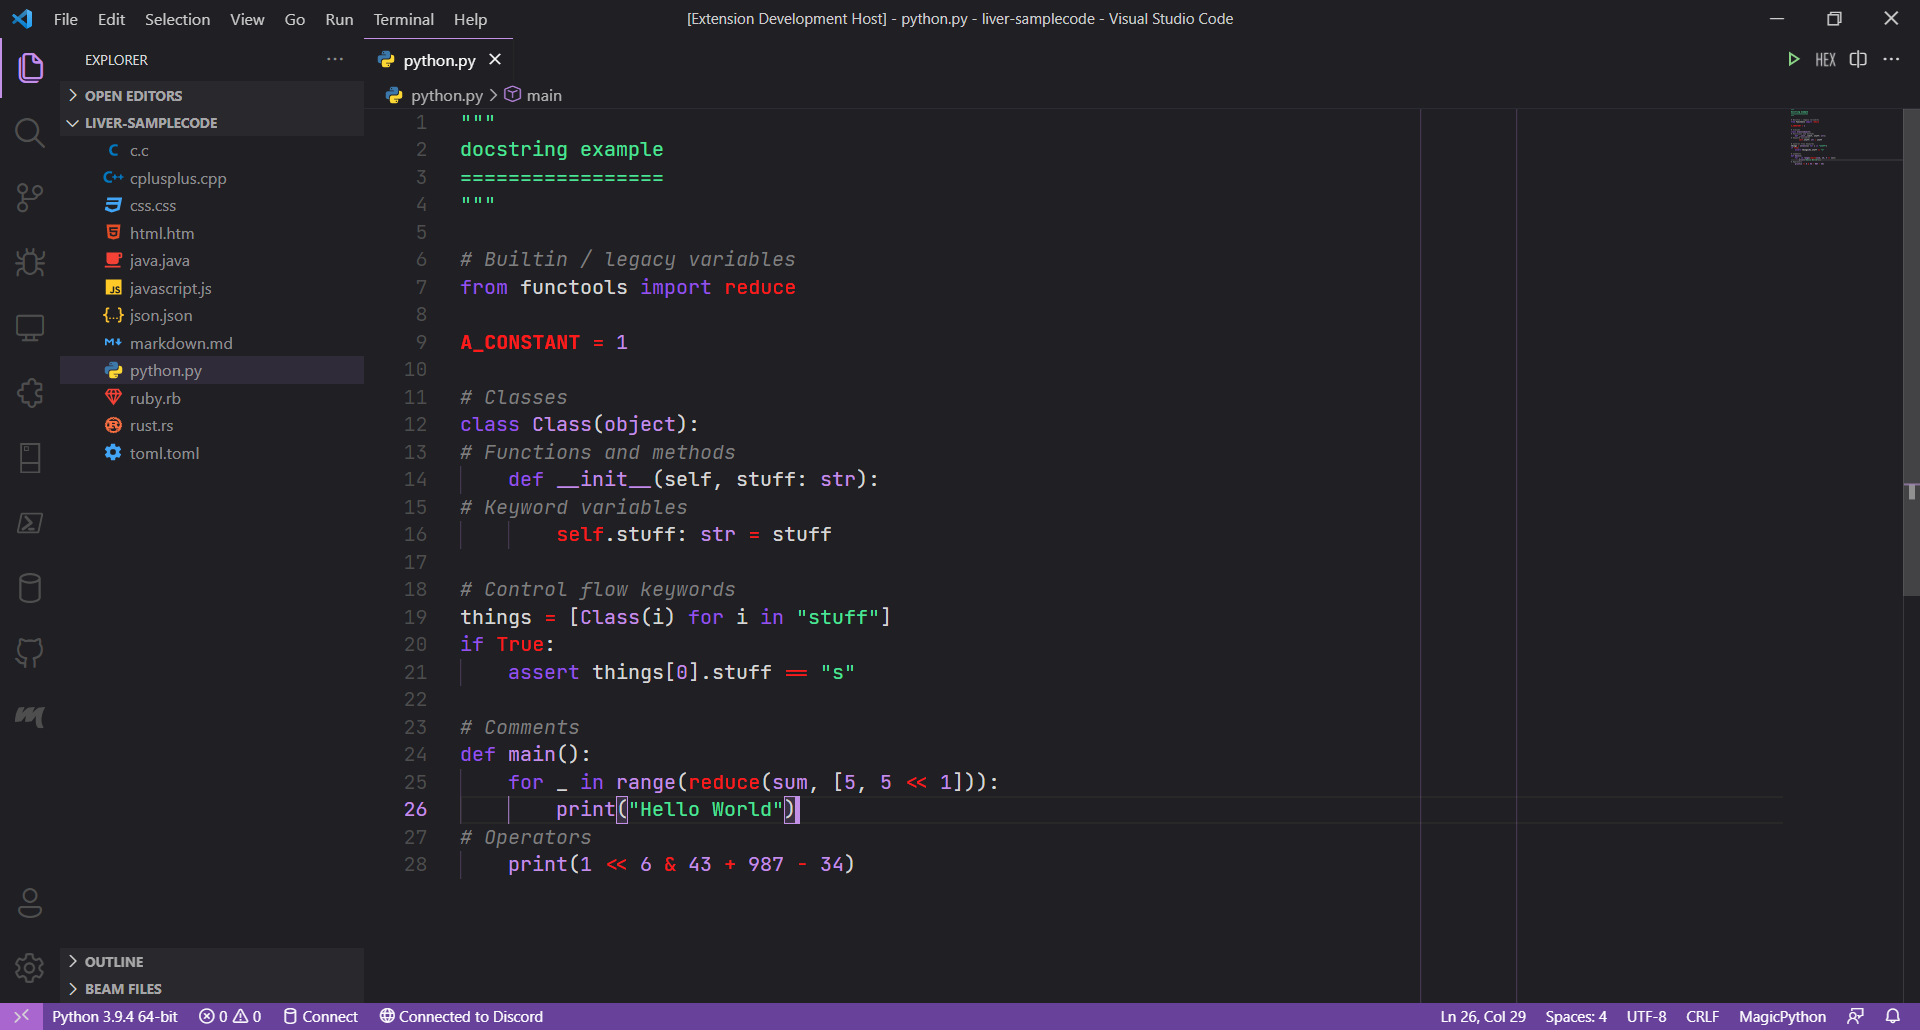 File Edit Selection View Go Run Terminal Help
[Extension Development Host] - python.py - liver-samplecode - Visual Studio Code
EXPLORER
OPEN EDITORS
LIVER-SAMPLECODE
C c.c
C++ cplusplus.cpp
css.css
html.htm
java.java
JS javascript.js
{..} json.json
M markdown.md
python.py
ruby.rb
rust.rs
toml.toml
OUTLINE
BEAM FILES
python.py
HEX
python.py > main
1 """
2 docstring example
3 =================
4 """
5
6 # Builtin / legacy variables
7 from functools import reduce
8
9 A_CONSTANT = 1
10
11 # Classes
12 class Class(object):
13 # Functions and methods
14     def __init__(self, stuff: str):
15 # Keyword variables
16         self.stuff: str = stuff
17
18 # Control flow keywords
19 things = [Class(i) for i in "stuff"]
20 if True:
21     assert things[0].stuff == "s"
22
23 # Comments
24 def main():
25     for _ in range(reduce(sum, [5, 5 << 1])):
26         print("Hello World")
27 # Operators
28     print(1 << 6 & 43 + 987 - 34)
Python 3.9.4 64-bit 0 0 Connect Connected to Discord
Ln 26, Col 29 Spaces: 4 UTF-8 CRLF MagicPython